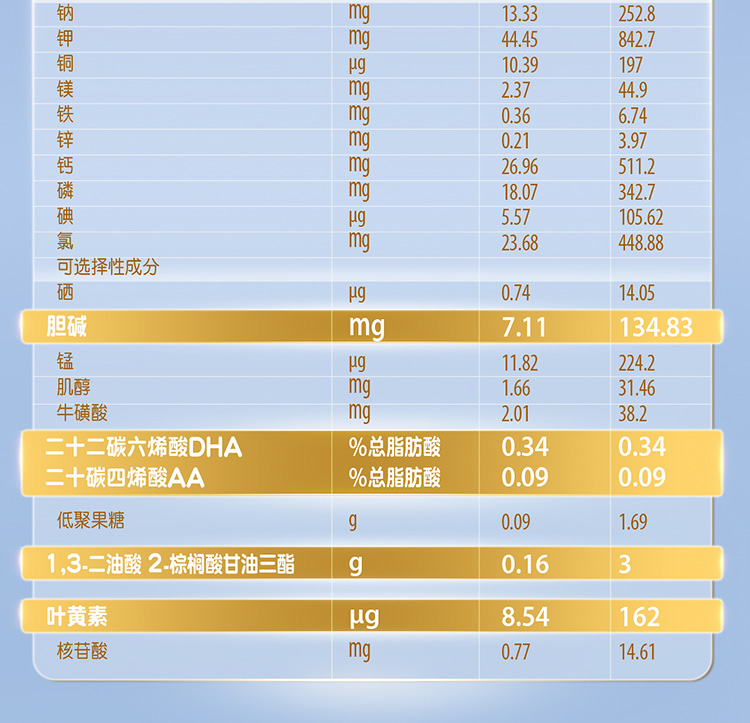 钠 mg 13.33 252.8
钾 mg 44.45 842.7
铜 μg 10.39 197
镁 mg 2.37 44.9
铁 mg 0.36 6.74
锌 mg 0.21 3.97
钙 mg 26.96 511.2
磷 mg 18.07 342.7
碘 μg 5.57 105.62
氯 mg 23.68 448.88
可选择性成分
硒 μg 0.74 14.05
胆碱 mg 7.11 134.83
锰 μg 11.82 224.2
肌醇 mg 1.66 31.46
牛磺酸 mg 2.01 38.2
二十二碳六烯酸DHA %总脂肪酸 0.34 0.34
二十碳四烯酸AA %总脂肪酸 0.09 0.09
低聚果糖 g 0.09 1.69
1,3-二油酸 2-棕榈酸甘油三酯 g 0.16 3
叶黄素 μg 8.54 162
核苷酸 mg 0.77 14.61